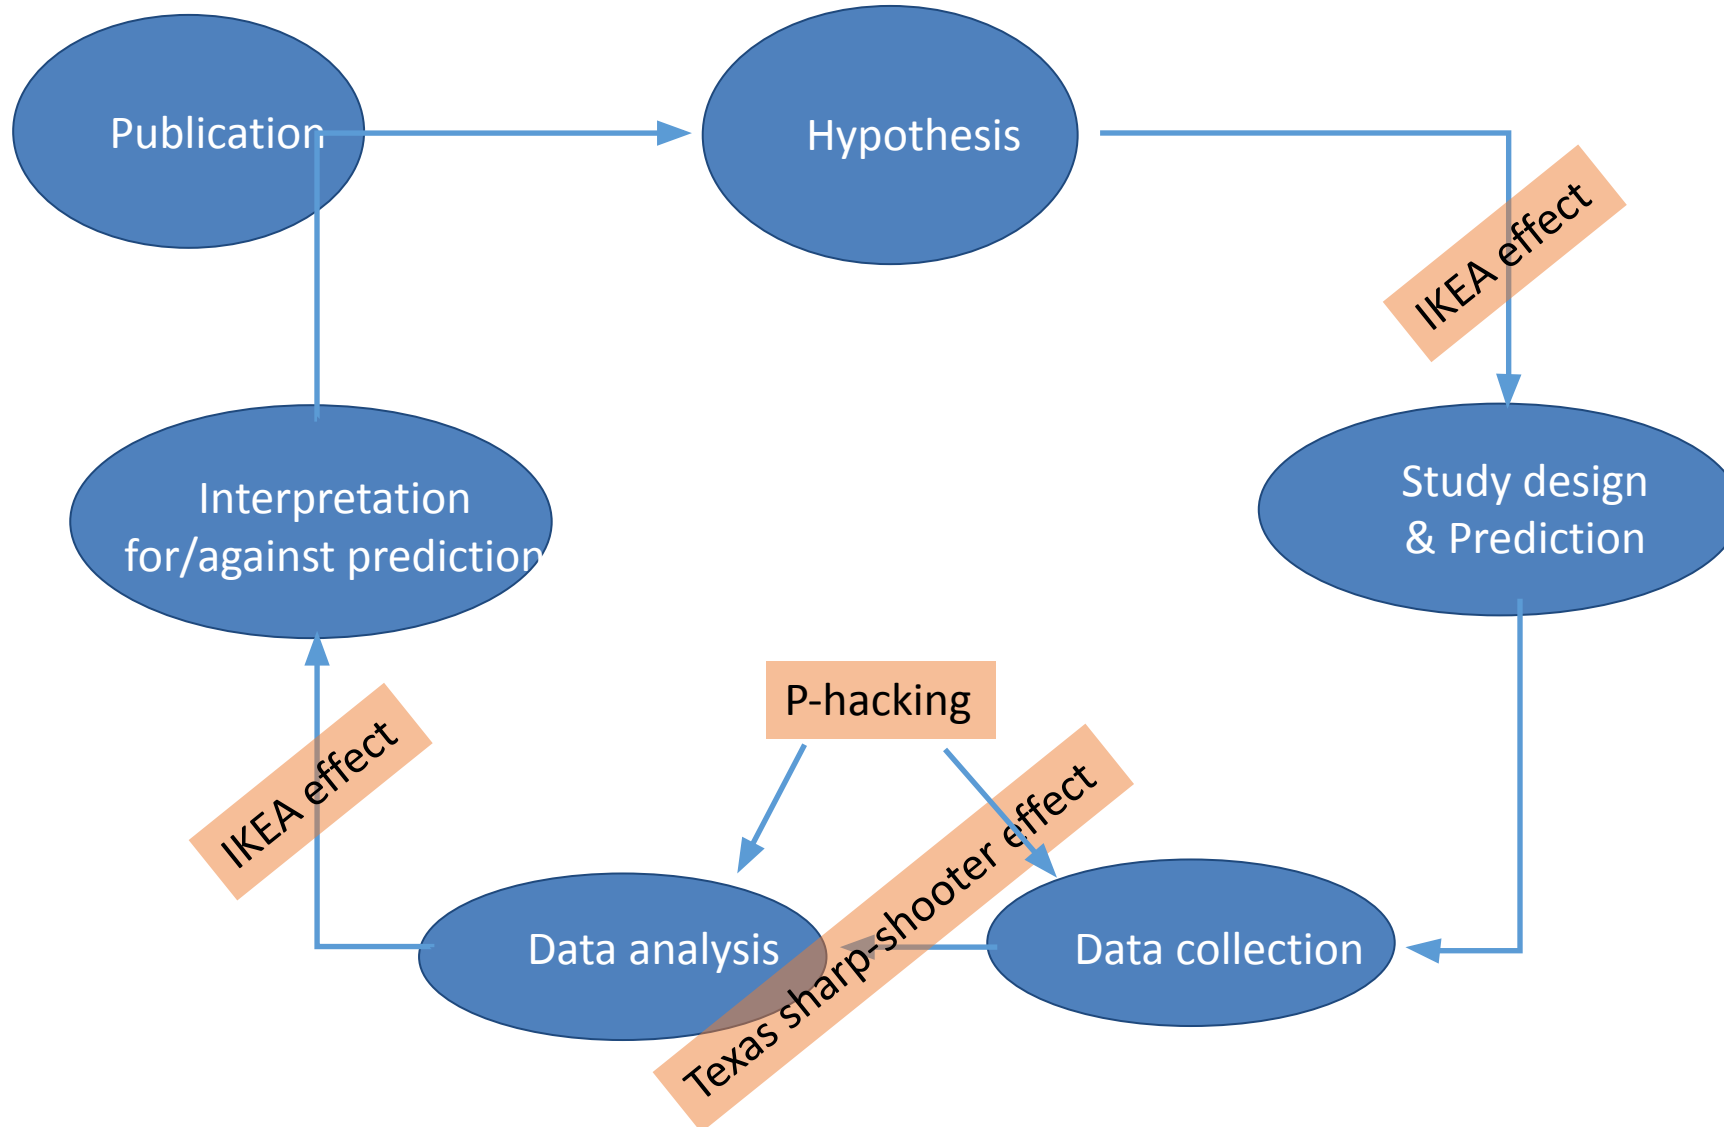 Publication
Hypothesis
IKEA effect
Study design
& Prediction
Interpretation
for/against prediction
P-hacking
IKEA effect
Texas sharp-shooter effect
Data analysis
Data collection